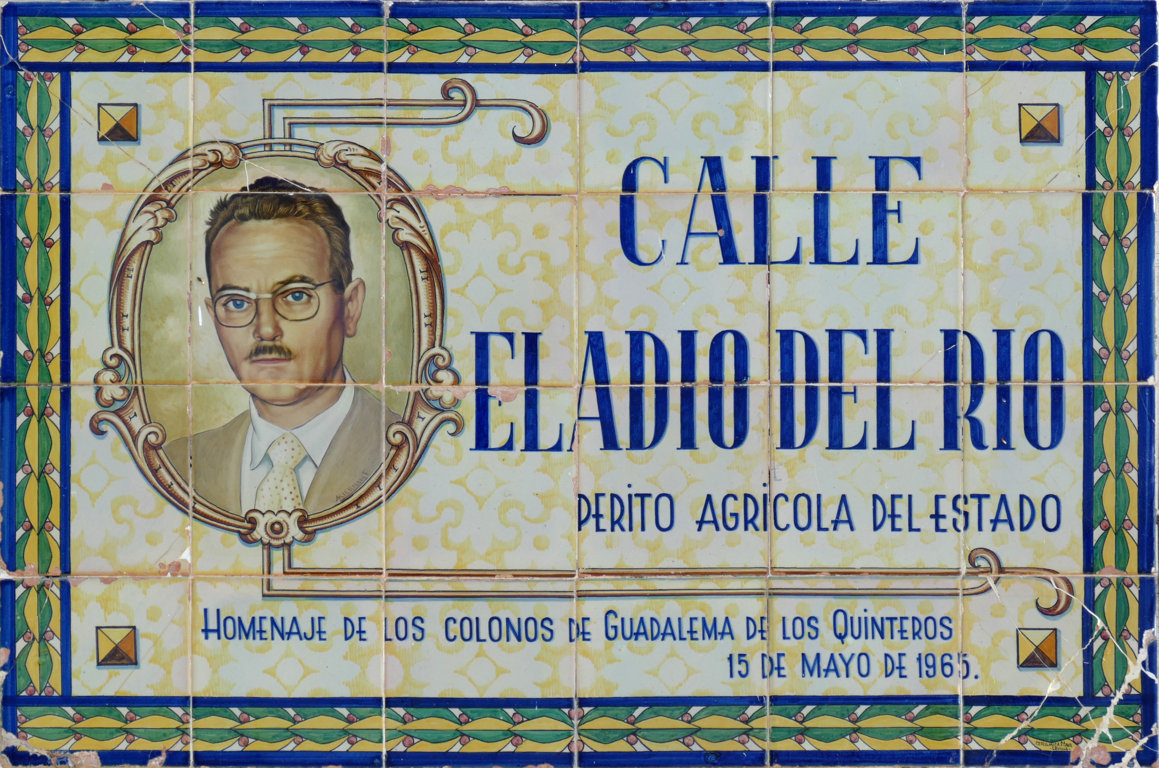 CALLE
ELADIO DEL RIO
PERITO AGRÍCOLA DEL ESTADO
HOMENAJE DE LOS COLONOS DE GUADALEMA DE LOS QUINTEROS
15 DE MAYO DE 1965.